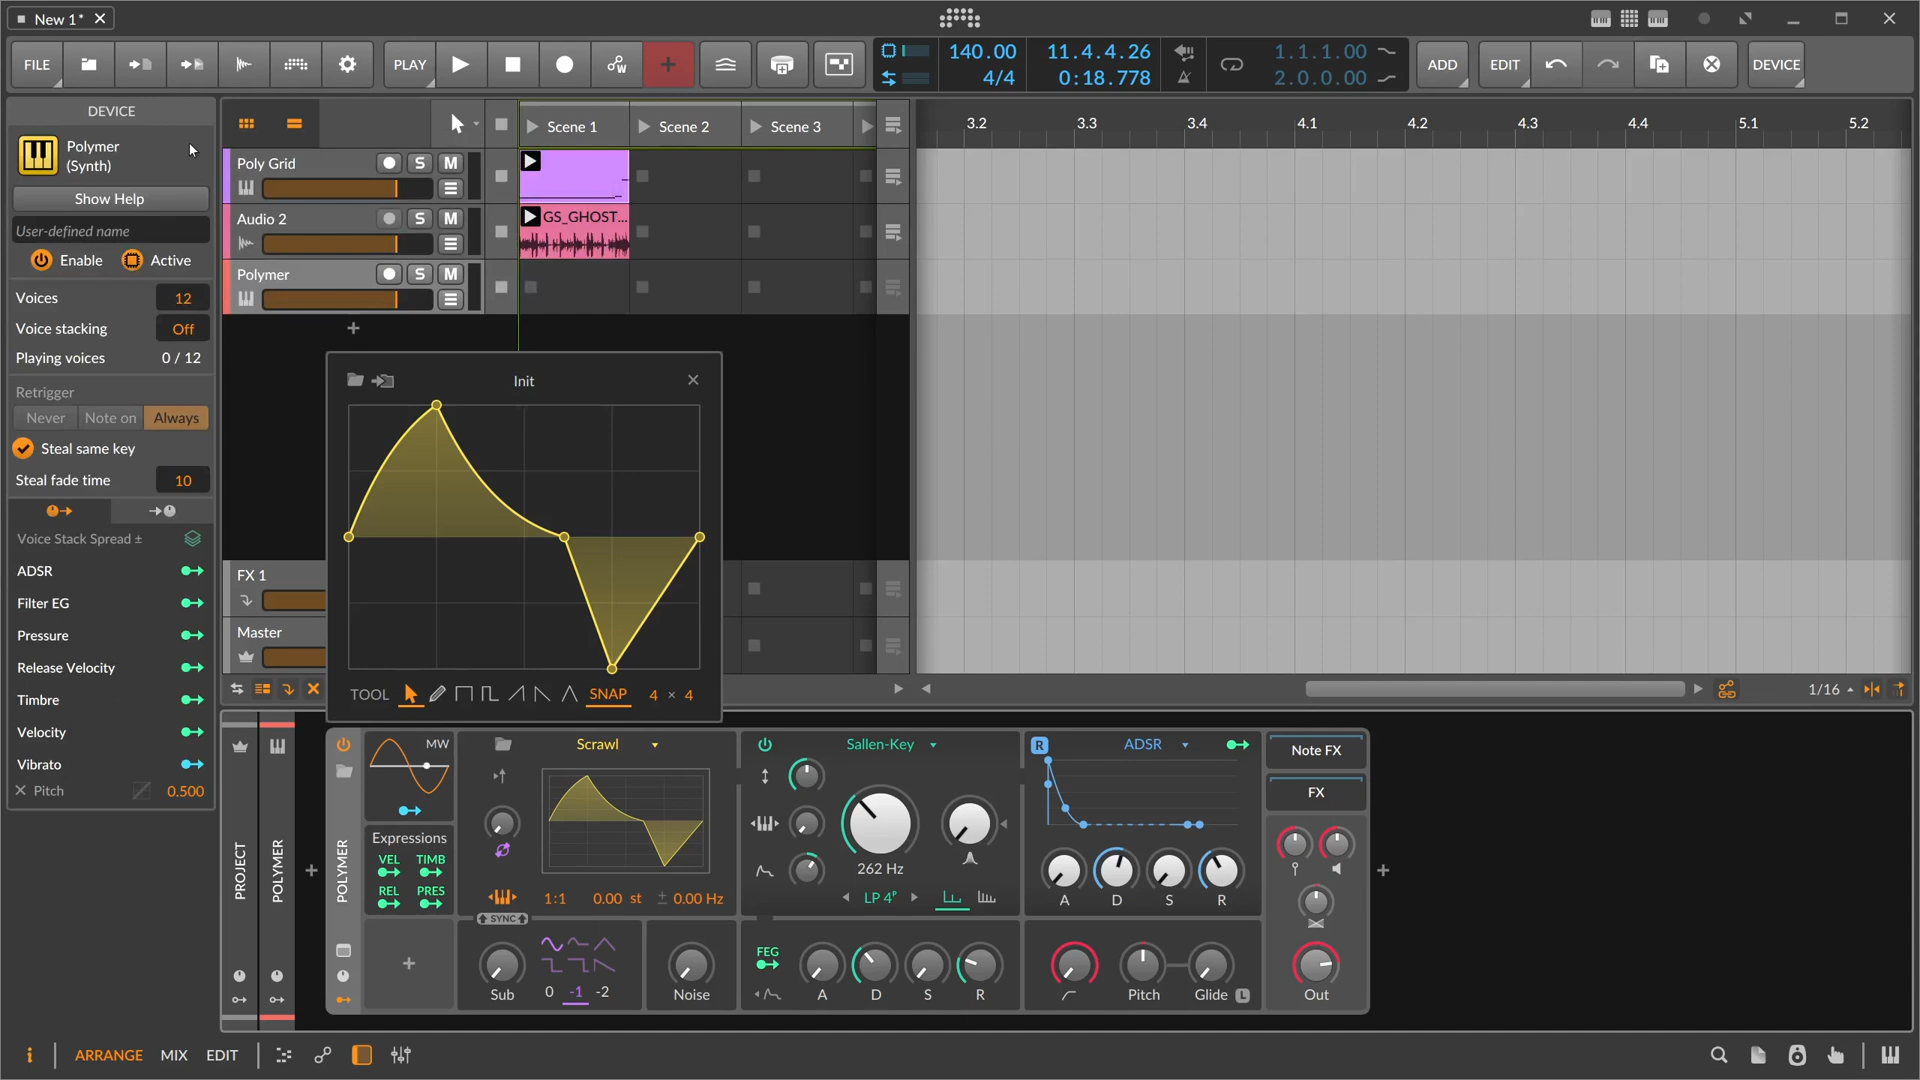 New 1*
FILE
PLAY
140.00
4/4
11.4.4.26
0:18.778
1.1.1.00
2.0.0.00
ADD
EDIT
DEVICE
DEVICE
Polymer
(Synth)
Show Help
User-defined name
Enable
Active
Voices
12
Voice stacking
Off
Playing voices
0 / 12
Retrigger
Never
Note on
Always
Steal same key
Steal fade time
10
Voice Stack Spread ±
ADSR
Filter EG
Pressure
Release Velocity
Timbre
Velocity
Vibrato
Pitch
0.500
Scene 1
Scene 2
Scene 3
Poly Grid
S
M
Audio 2
S
M
GS_GHOST...
Polymer
S
M
FX 1
Master
3.2
3.3
3.4
4.1
4.2
4.3
4.4
5.1
5.2
Init
TOOL
SNAP
4 × 4
1/16
PROJECT
POLYMER
POLYMER
MW
Expressions
VEL
TIMB
REL
PRES
Scrawl
1:1
0.00 st
± 0.00 Hz
SYNC
Sub
0
-1
-2
Noise
Sallen-Key
262 Hz
LP 4P
FEG
A
D
S
R
R
ADSR
A
D
S
R
Pitch
Glide
L
Note FX
FX
Out
i
ARRANGE
MIX
EDIT